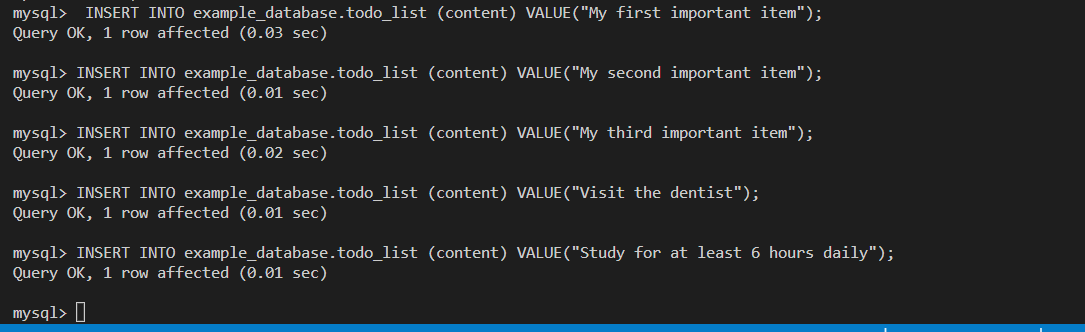 mysql>  INSERT INTO example_database.todo_list (content) VALUE("My first important item");
Query OK, 1 row affected (0.03 sec)
mysql> INSERT INTO example_database.todo_list (content) VALUE("My second important item");
Query OK, 1 row affected (0.01 sec)
mysql> INSERT INTO example_database.todo_list (content) VALUE("My third important item");
Query OK, 1 row affected (0.02 sec)
mysql> INSERT INTO example_database.todo_list (content) VALUE("Visit the dentist");
Query OK, 1 row affected (0.01 sec)
mysql> INSERT INTO example_database.todo_list (content) VALUE("Study for at least 6 hours daily");
Query OK, 1 row affected (0.01 sec)
mysql>